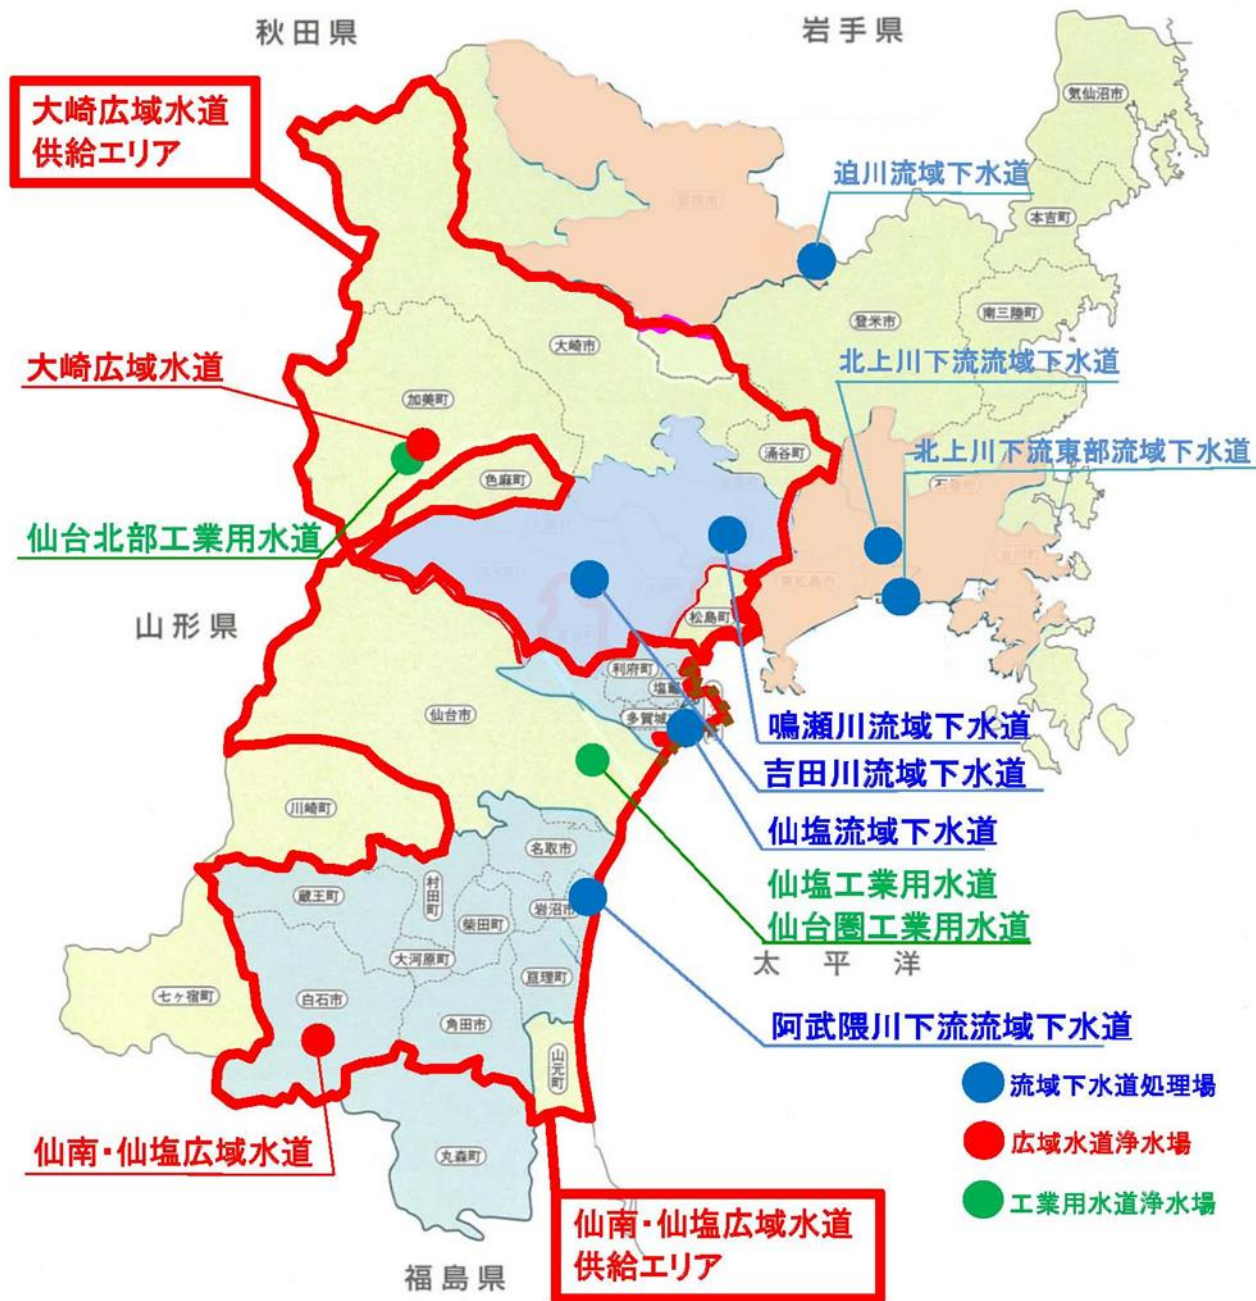 秋田県
岩手県
大崎広域水道
供給エリア
気仙沼市
迫川流域下水道
本吉町
南三陸町
登米市
大崎市
北上川下流流域下水道
大崎広域水道
加美町
北上川下流東部流域下水道
涌谷町
色麻町
仙台北部工業用水道
女川町
東松島市
山形県
松島町
利府町
仙台市
多賀城
鳴瀬川流域下水道
吉田川流域下水道
川崎町
仙塩流域下水道
名取市
仙塩工業用水道
蔵王町
村田町
岩沼市
柴田町
仙台圏工業用水道
大河原町
太平洋
亘理町
七ヶ宿町
白石市
角田市
阿武隈川下流流域下水道
山元町
流域下水道処理場
広域水道浄水場
仙南・仙塩広域水道
丸森町
工業用水道浄水場
仙南・仙塩広域水道
供給エリア
福島県